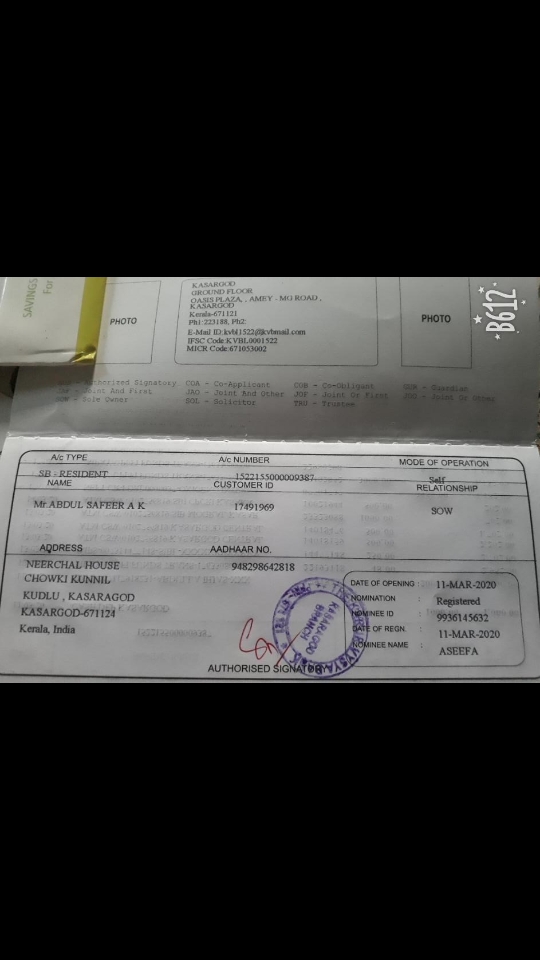 SAVINGS
For
PHOTO
KASARGOD
GROUND FLOOR
OASIS PLAZA, , AMEY - MG ROAD ,
KASARGOD
Kerala-671121
Ph1:223188, Ph2:
E-Mail ID:kvbl1522@kvbmail.com
IFSC Code:KVBL0001522
MICR Code:671053002
PHOTO
B612
Authorised Signatory COA - Co-Applicant COB - Co-Obligant - Guardian
Joint And First JAO - Joint And Other JOF - Joint Or First - Joint Or Other
SOW - Sole Owner SOL - Solicitor TRU - Trustee
A/c TYPE A/c NUMBER MODE OF OPERATION
SB - RESIDENT 1522155000009387 Self
NAME CUSTOMER ID RELATIONSHIP
Mr.ABDUL SAFEER A K 17491969 SOW
ADDRESS AADHAAR NO.
NEERCHAL HOUSE 948298642818
CHOWKI KUNNIL
KUDLU , KASARAGOD
KASARGOD-671124
Kerala, India
DATE OF OPENING : 11-MAR-2020
NOMINATION : Registered
NOMINEE ID : 9936145632
DATE OF REGN. : 11-MAR-2020
NOMINEE NAME : ASEEFA
KASARAGOD
BRANCH
AUTHORISED SIGNATORY